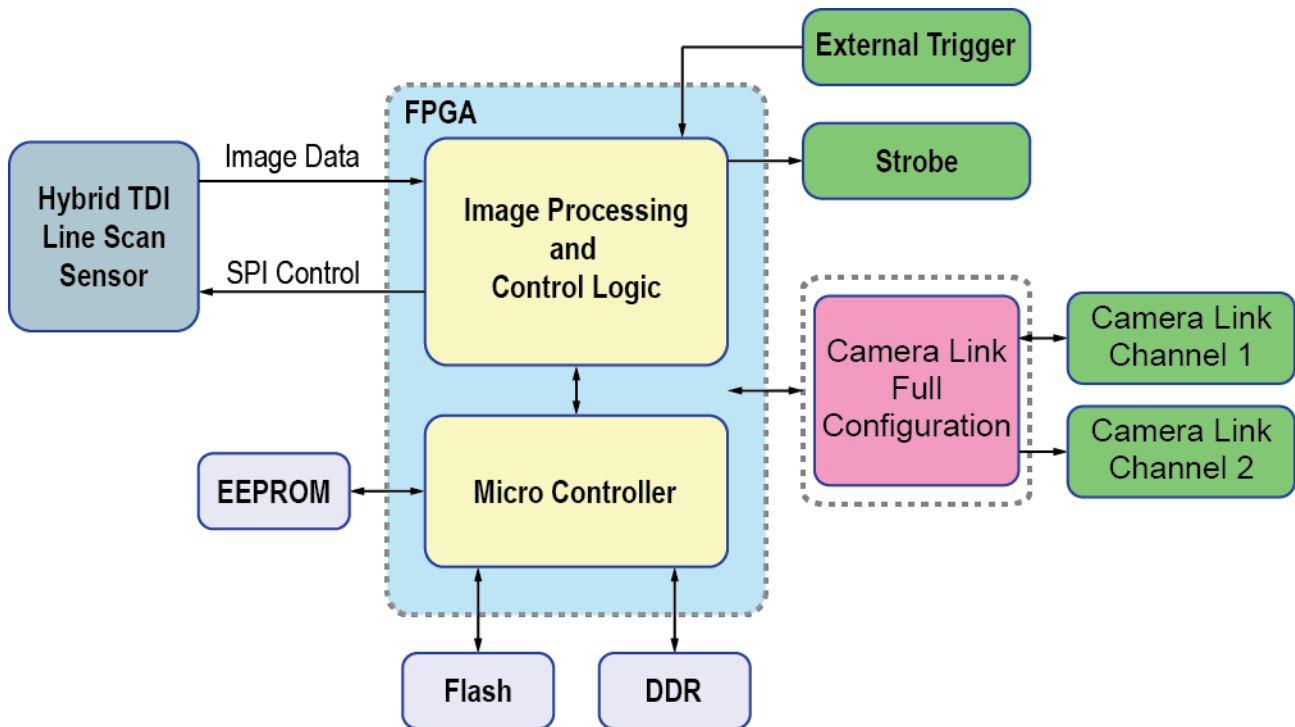 External Trigger
FPGA
Image Data
Strobe
Hybrid TDI
Line Scan
Sensor
Image Processing
and
Control Logic
SPI Control
Camera Link
Full
Configuration
Camera Link
Channel 1
Camera Link
Channel 2
EEPROM
Micro Controller
Flash
DDR